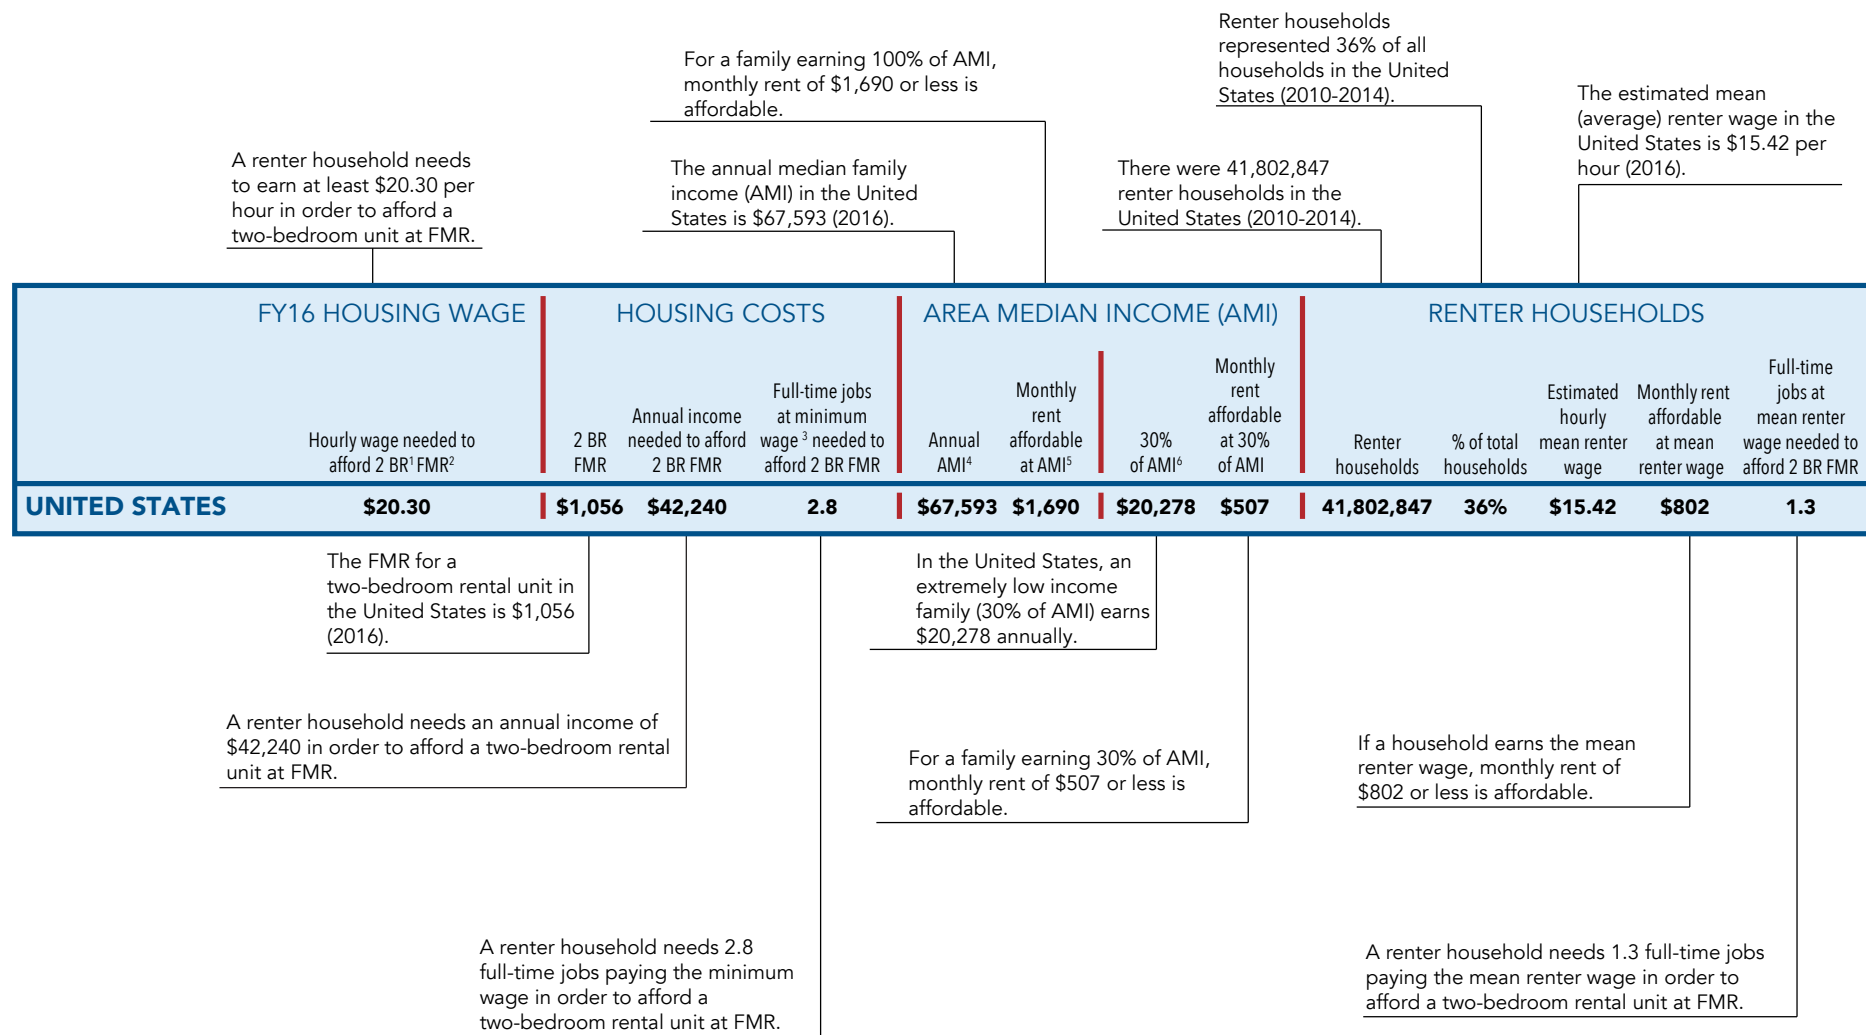 Renter households
represented 36% of all
households in the United
States (2010-2014).
For a family earning 100% of AMI,
monthly rent of $1,690 or less is
affordable.
The estimated mean
(average) renter wage in the
United States is $15.42 per
hour (2016).
A renter household needs
to earn at least $20.30 per
hour in order to afford a
two-bedroom unit at FMR.
The annual median family
income (AMI) in the United
States is $67,593 (2016).
There were 41,802,847
renter households in the
United States (2010-2014).
FY16 HOUSING WAGE
HOUSING COSTS
AREA MEDIAN INCOME (AMI)
RENTER HOUSEHOLDS
Hourly wage needed to
afford 2 BR¹ FMR²
2 BR
FMR
Annual income
needed to afford
2 BR FMR
Full-time jobs
at minimum
wage ³ needed to
afford 2 BR FMR
Annual
AMI⁴
Monthly
rent
affordable
at AMI⁵
30%
of AMI⁶
Monthly
rent
affordable
at 30%
of AMI
Renter
households
% of total
households
Estimated
hourly
mean renter
wage
Monthly rent
affordable
at mean
renter wage
Full-time
jobs at
mean renter
wage needed to
afford 2 BR FMR
UNITED STATES $20.30 $1,056 $42,240 2.8 $67,593 $1,690 $20,278 $507 41,802,847 36% $15.42 $802 1.3
The FMR for a
two-bedroom rental unit in
the United States is $1,056
(2016).
In the United States, an
extremely low income
family (30% of AMI) earns
$20,278 annually.
A renter household needs an annual income of
$42,240 in order to afford a two-bedroom rental
unit at FMR.
For a family earning 30% of AMI,
monthly rent of $507 or less is
affordable.
If a household earns the mean
renter wage, monthly rent of
$802 or less is affordable.
A renter household needs 2.8
full-time jobs paying the minimum
wage in order to afford a
two-bedroom rental unit at FMR.
A renter household needs 1.3 full-time jobs
paying the mean renter wage in order to
afford a two-bedroom rental unit at FMR.